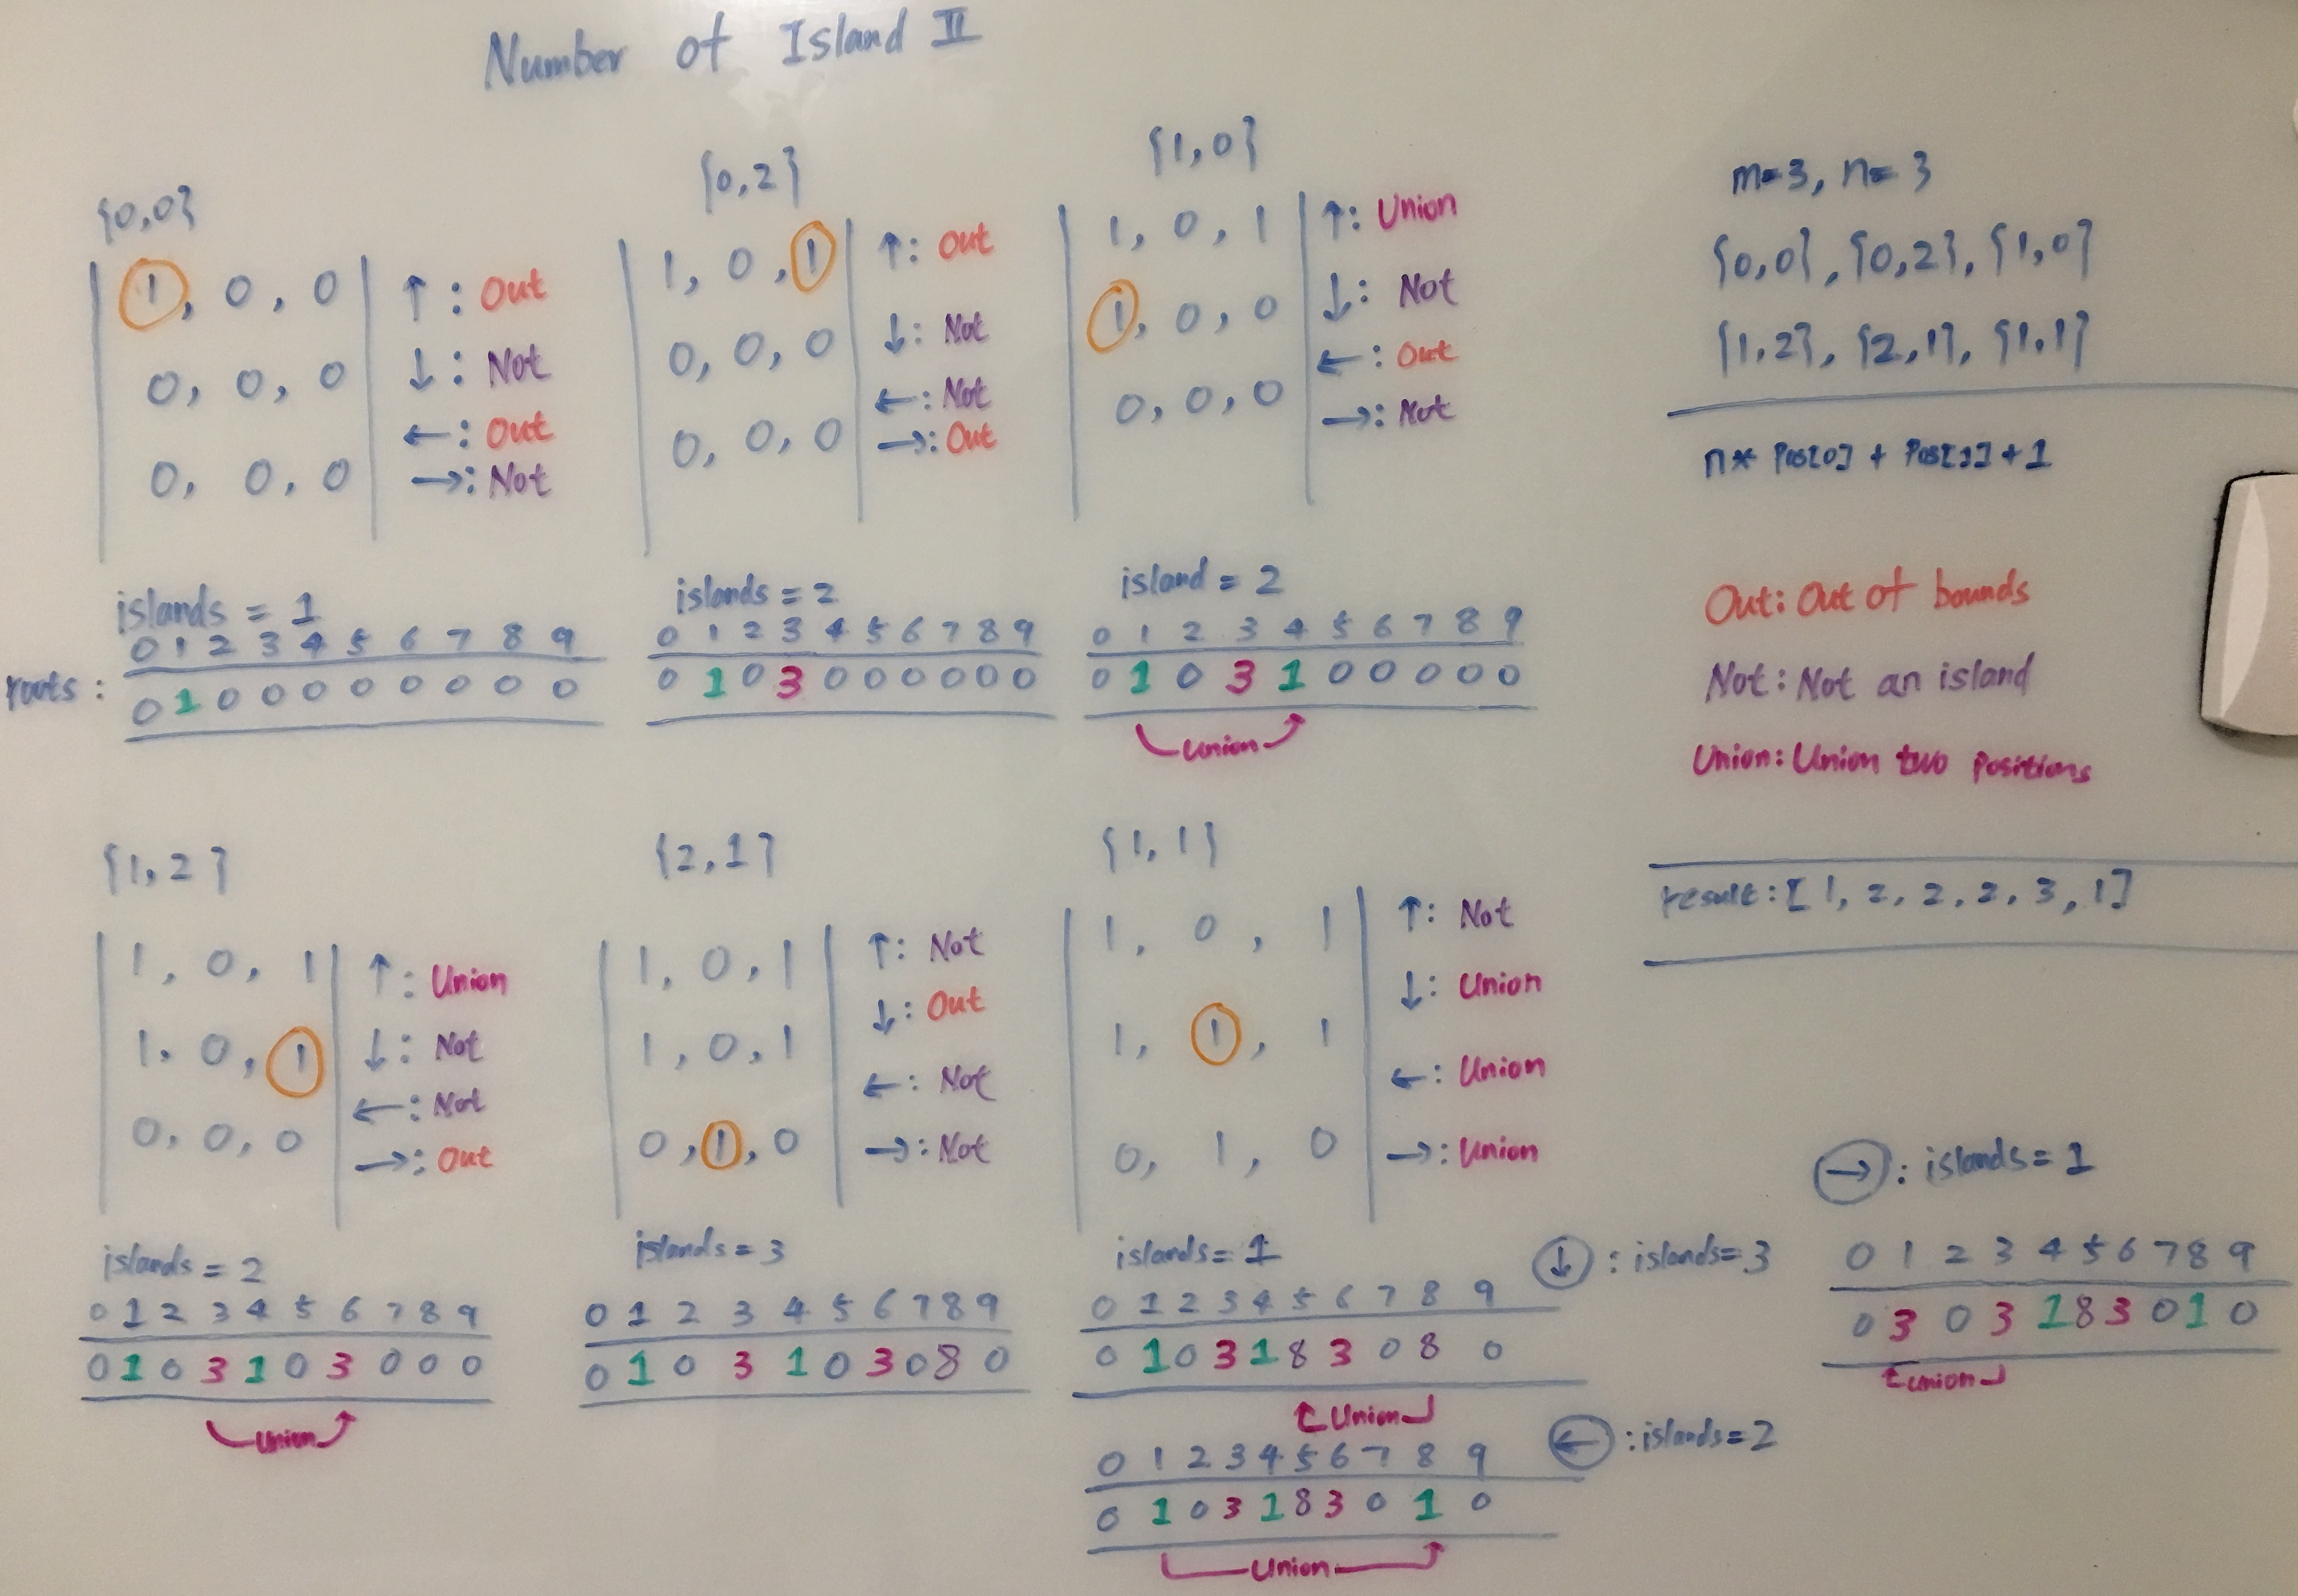 Number of Island II
{0,0}
1, 0, 0
0, 0, 0
0, 0, 0
↑: Out
↓: Not
←: Out
→: Not
islands = 1
0 1 2 3 4 5 6 7 8 9
roots: 0 1 0 0 0 0 0 0 0 0
{0,2}
1, 0, 1
0, 0, 0
0, 0, 0
↑: Out
↓: Not
←: Not
→: Out
islands = 2
0 1 2 3 4 5 6 7 8 9
0 1 0 3 0 0 0 0 0 0
{1,0}
1, 0, 1
1, 0, 0
0, 0, 0
↑: Union
↓: Not
←: Out
→: Not
island = 2
0 1 2 3 4 5 6 7 8 9
0 1 0 3 1 0 0 0 0 0
Union
m=3, n=3
{0,0}, {0,2}, {1,0}
{1,2}, {2,1}, {1,1}
n* Pos[0] + Pos[1] + 1
Out: Out of bounds
Not: Not an island
Union: Union two positions
result: [1, 2, 2, 2, 3, 1]
{1,2}
1, 0, 1
1, 0, 1
0, 0, 0
↑: Union
↓: Not
←: Not
→: Out
islands = 2
0 1 2 3 4 5 6 7 8 9
0 1 0 3 1 0 3 0 0 0
Union
{2,1}
1, 0, 1
1, 0, 1
0, 1, 0
↑: Not
↓: Out
←: Not
→: Not
islands = 3
0 1 2 3 4 5 6 7 8 9
0 1 0 3 1 0 3 0 8 0
{1,1}
1, 0, 1
1, 1, 1
0, 1, 0
↑: Not
↓: Union
←: Union
→: Union
islands = 1
↓: islands=3
0 1 2 3 4 5 6 7 8 9
0 1 0 3 1 8 3 0 8 0
Union
←: islands=2
0 1 2 3 4 5 6 7 8 9
0 1 0 3 1 8 3 0 1 0
Union
→: islands=1
0 1 2 3 4 5 6 7 8 9
0 3 0 3 1 8 3 0 1 0
Union